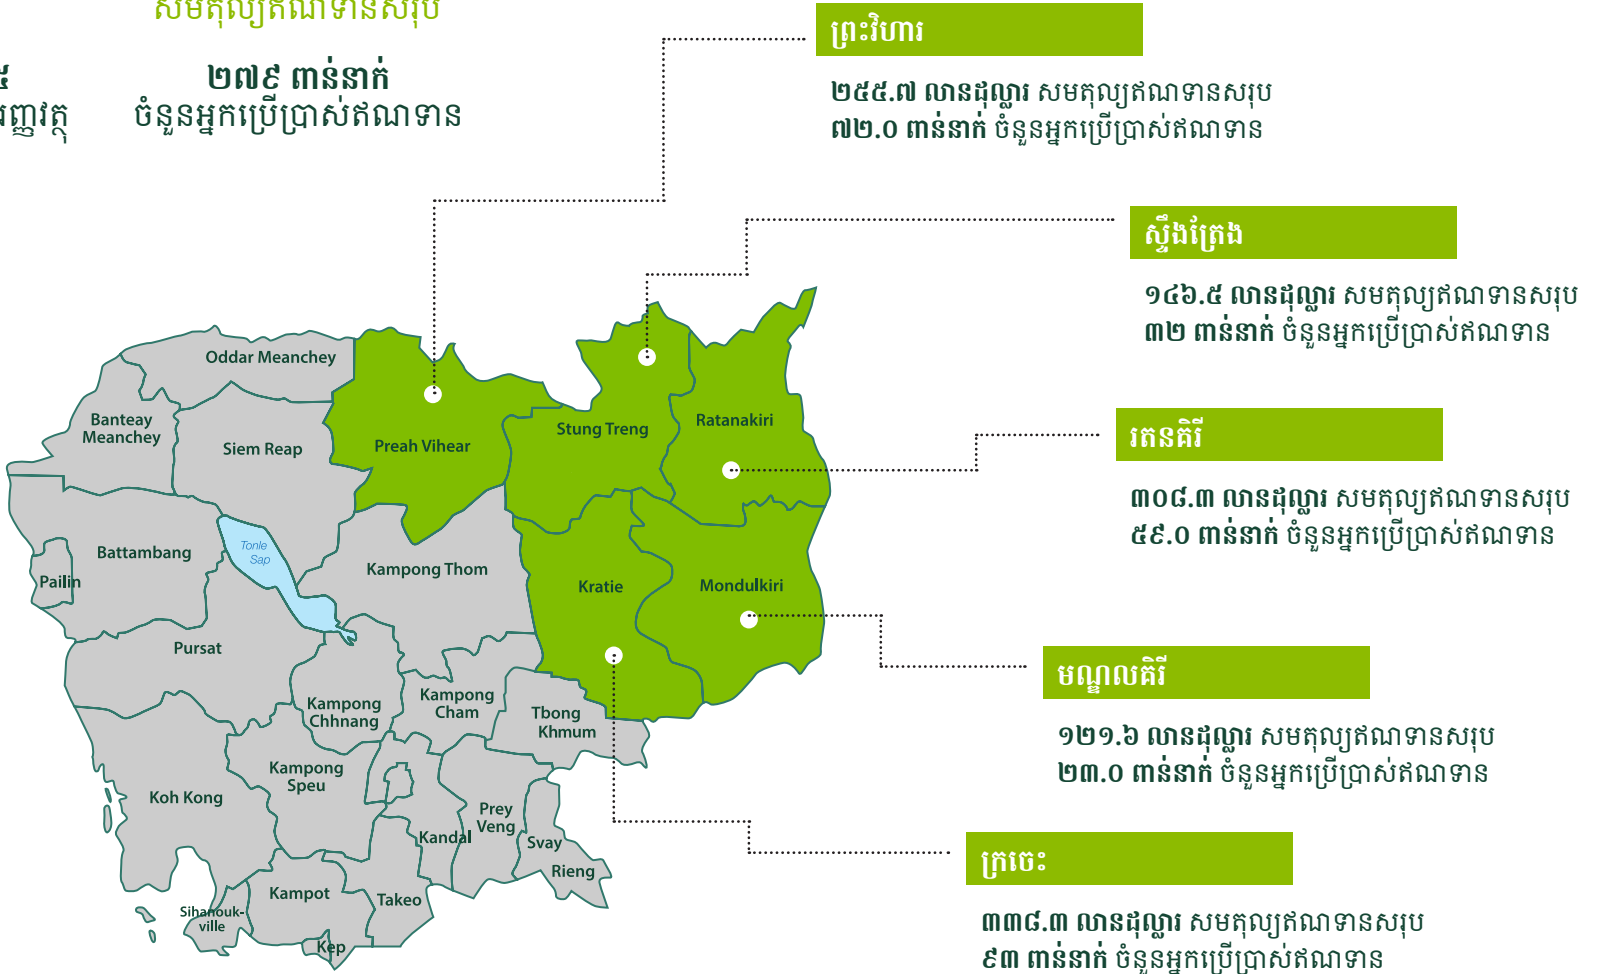 សមតុល្យឥណទានសរុប
២៧៩ ពាន់នាក់
ចំនួនអ្នកប្រើប្រាស់ឥណទាន
ព្រះវិហារ
២៥៥.៧ លានដុល្លារ សមតុល្យឥណទានសរុប
៧២.០ ពាន់នាក់ ចំនួនអ្នកប្រើប្រាស់ឥណទាន
ស្ទឹងត្រែង
១៤៦.៥ លានដុល្លារ សមតុល្យឥណទានសរុប
៣២ ពាន់នាក់ ចំនួនអ្នកប្រើប្រាស់ឥណទាន
រតនគិរី
៣០៨.៣ លានដុល្លារ សមតុល្យឥណទានសរុប
៥៩.០ ពាន់នាក់ ចំនួនអ្នកប្រើប្រាស់ឥណទាន
មណ្ឌលគិរី
១២១.៦ លានដុល្លារ សមតុល្យឥណទានសរុប
២៣.០ ពាន់នាក់ ចំនួនអ្នកប្រើប្រាស់ឥណទាន
ក្រចេះ
៣៣៨.៣ លានដុល្លារ សមតុល្យឥណទានសរុប
៩៣ ពាន់នាក់ ចំនួនអ្នកប្រើប្រាស់ឥណទាន
Oddar Meanchey
Banteay
Meanchey
Siem Reap
Preah Vihear
Stung Treng
Ratanakiri
Battambang
Tonle
Sap
Pailin
Kampong Thom
Kratie
Mondulkiri
Pursat
Kampong
Chhnang
Kampong
Cham
Tbong
Khmum
Kampong
Speu
Koh Kong
Prey
Veng
Kandal
Svay
Rieng
Kampot
Takeo
Sihanouk-
ville
Kep